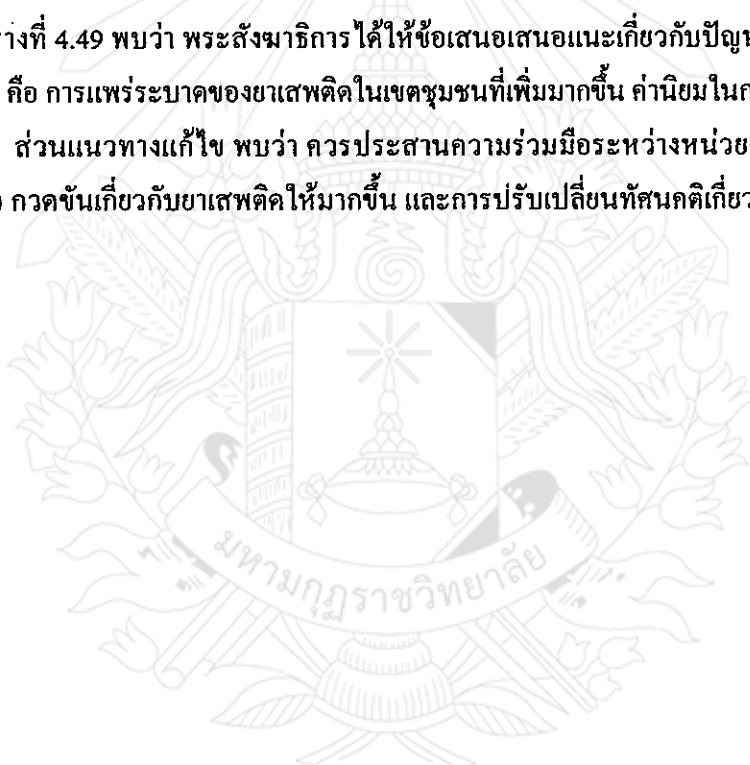 างที่ 4.49 พบว่า พระสังฆาธิการได้ให้ข้อเสนอเสนอแนะเกี่ยวกับปัญ
คือ การแพร่ระบาดของยาเสพติดในเขตชุมชนที่เพิ่มมากขึ้น ค่านิยมใน
ส่วนแนวทางแก้ไข พบว่า ควรประสานความร่วมมือระหว่างหน่วย
กวดขันเกี่ยวกับยาเสพติดให้มากขึ้น และการปรับเปลี่ยนทัศนคติเกี่ยว
มหามกุฏราชวิทยาลัย